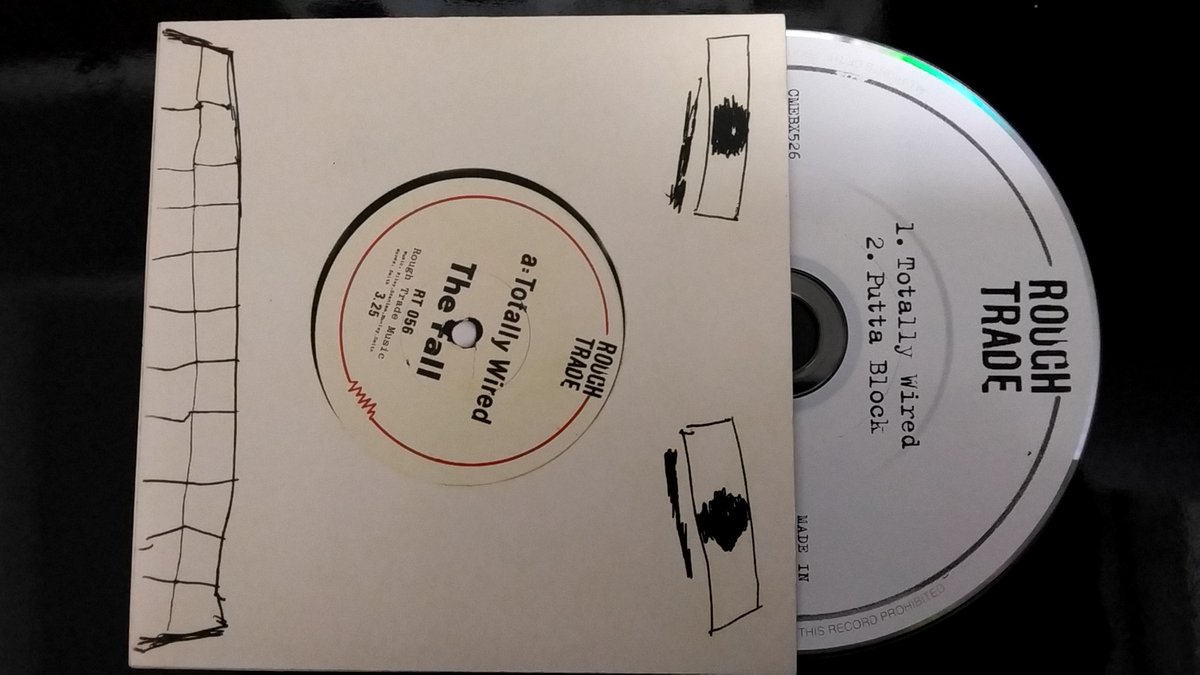 a: Totally Wired
The Fall
RT 056
Rough Trade Music
3.25
ROUGH
TRADE
CMEBX526
1. Totally Wired
2. Putta Block
ROUGH
TRADE
MADE IN
THIS RECORD PROHIBITED